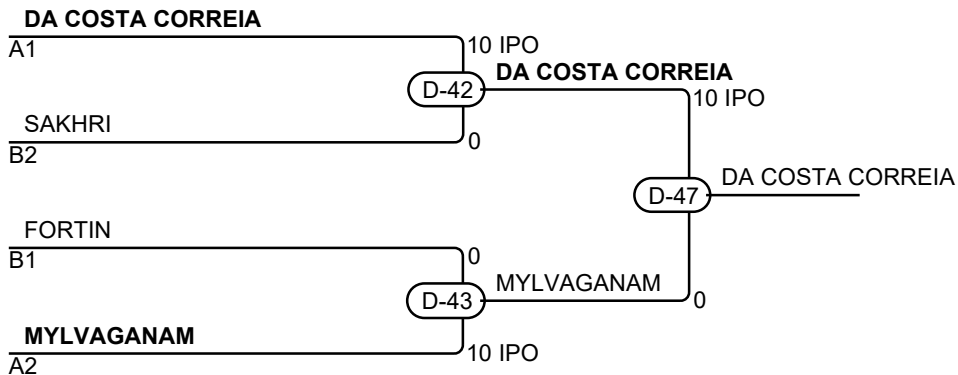 DA COSTA CORREIA
A1
10 IPO
DA COSTA CORREIA
D-42
10 IPO
SAKHRI
B2
0
DA COSTA CORREIA
D-47
FORTIN
B1
0
MYLVAGANAM
D-43
0
MYLVAGANAM
A2
10 IPO